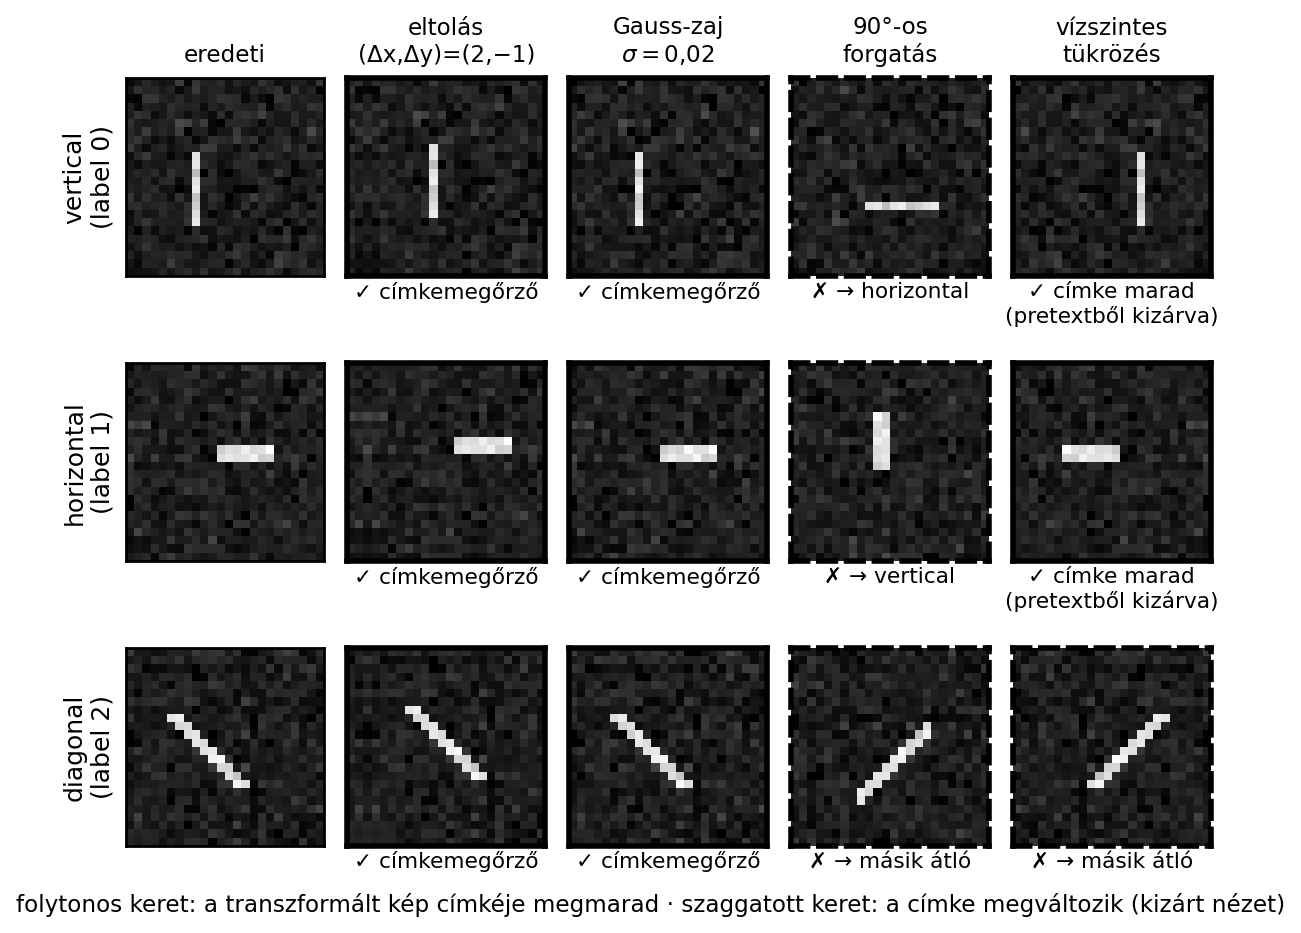 eredeti
eltolás
(Δx,Δy)=(2,−1)
Gauss-zaj
σ = 0,02
90°-os
forgatás
vízszintes
tükrözés
vertical
(label 0)
✓ címkemegőrző
✓ címkemegőrző
✗ → horizontal
✓ címke marad
(pretextből kizárva)
horizontal
(label 1)
✓ címkemegőrző
✓ címkemegőrző
✗ → vertical
✓ címke marad
(pretextből kizárva)
diagonal
(label 2)
✓ címkemegőrző
✓ címkemegőrző
✗ → másik átló
✗ → másik átló
folytonos keret: a transzformált kép címkéje megmarad · szaggatott keret: a címke megváltozik (kizárt nézet)